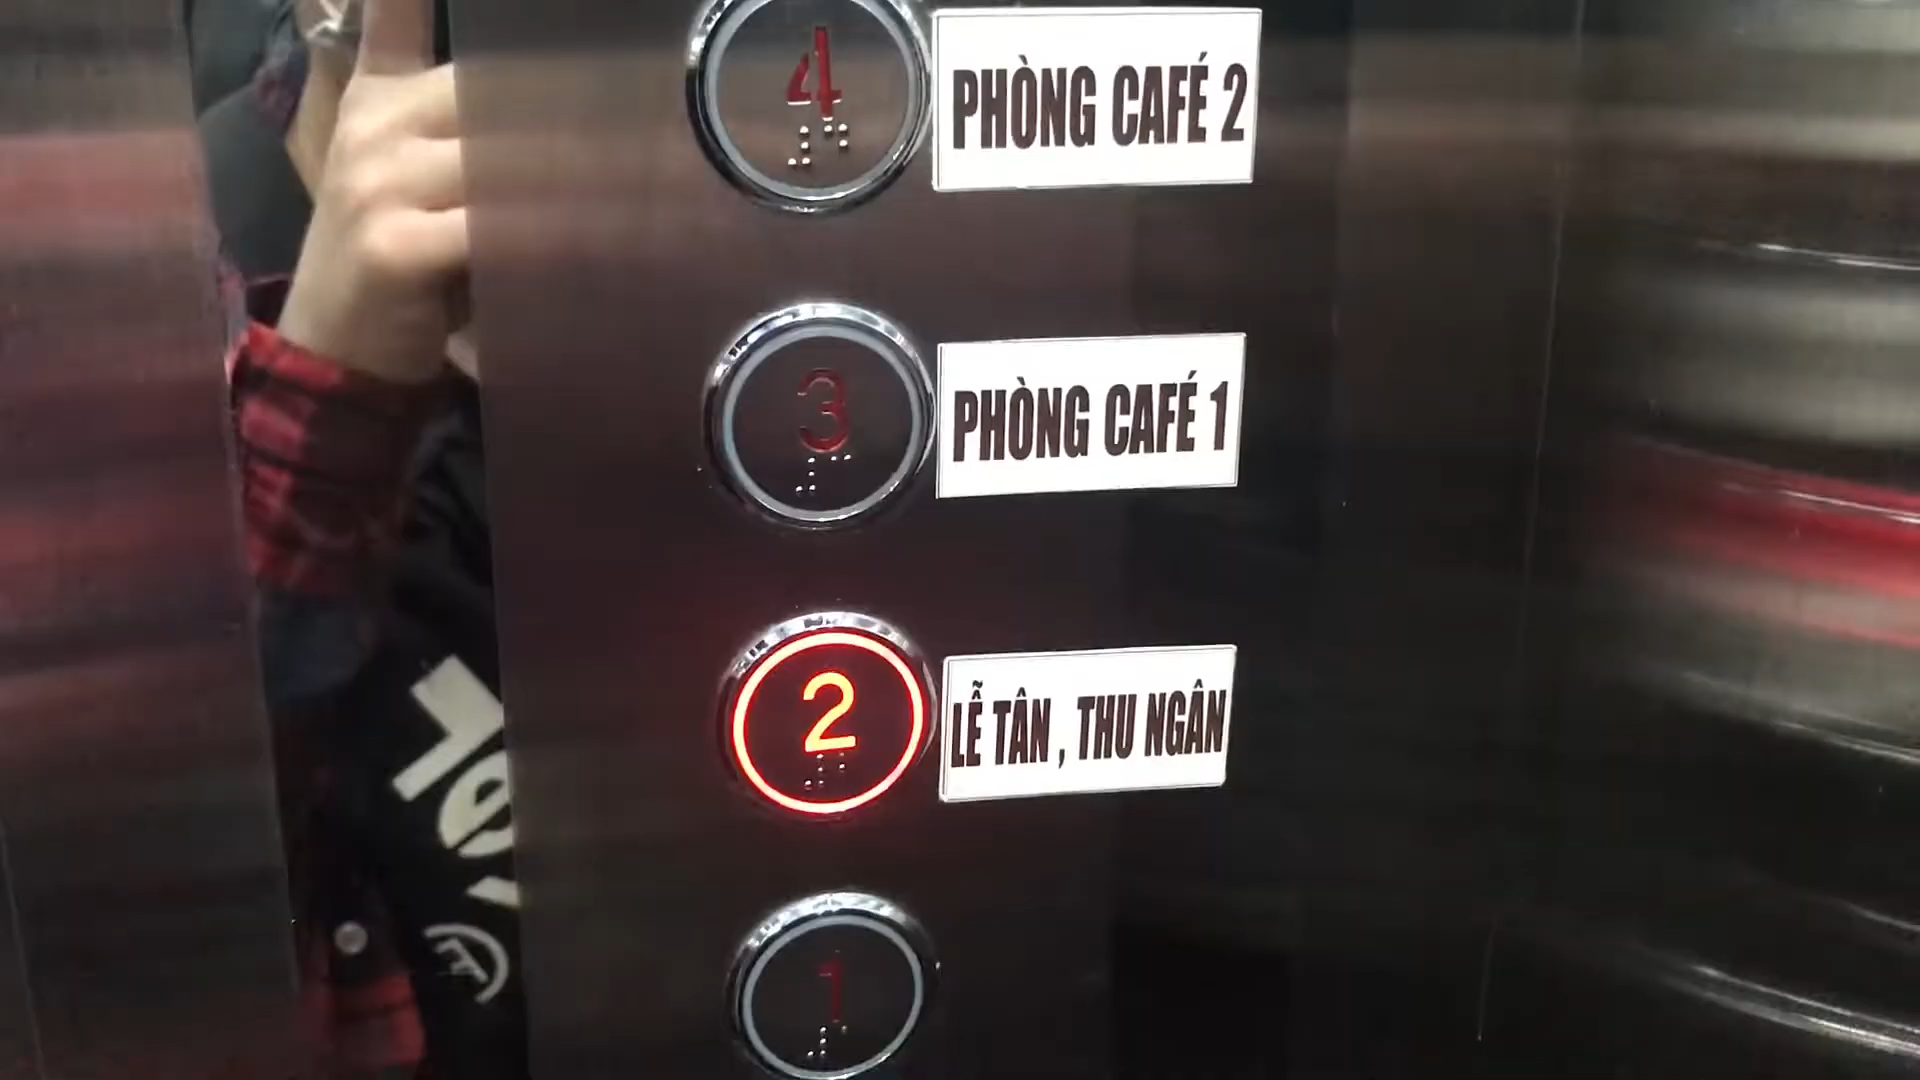 4 PHÒNG CAFÉ 2
3 PHÒNG CAFÉ 1
2 LỄ TÂN , THU NGÂN
1